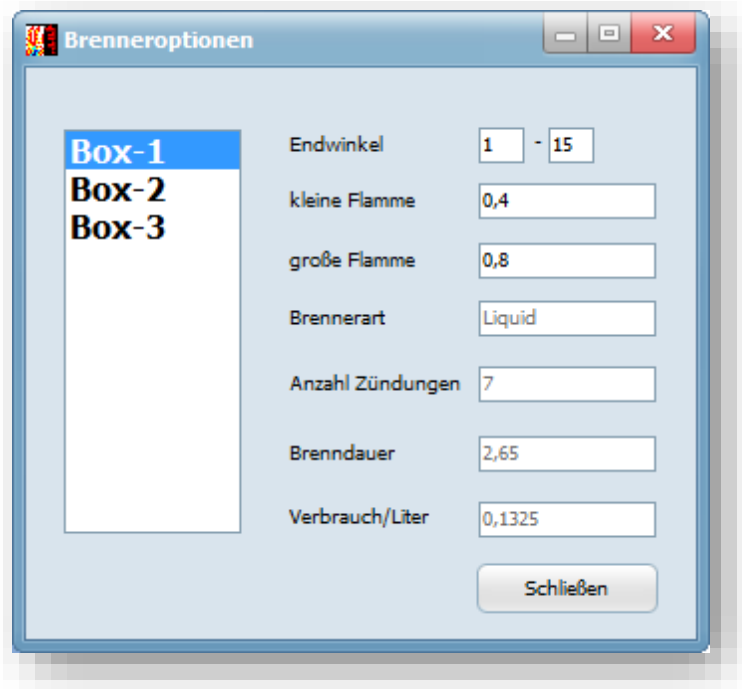 Brenneroptionen
Box-1
Box-2
Box-3
Endwinkel 1 - 15
kleine Flamme 0,4
große Flamme 0,8
Brennerart Liquid
Anzahl Zündungen 7
Brenndauer 2,65
Verbrauch/Liter 0,1325
Schließen